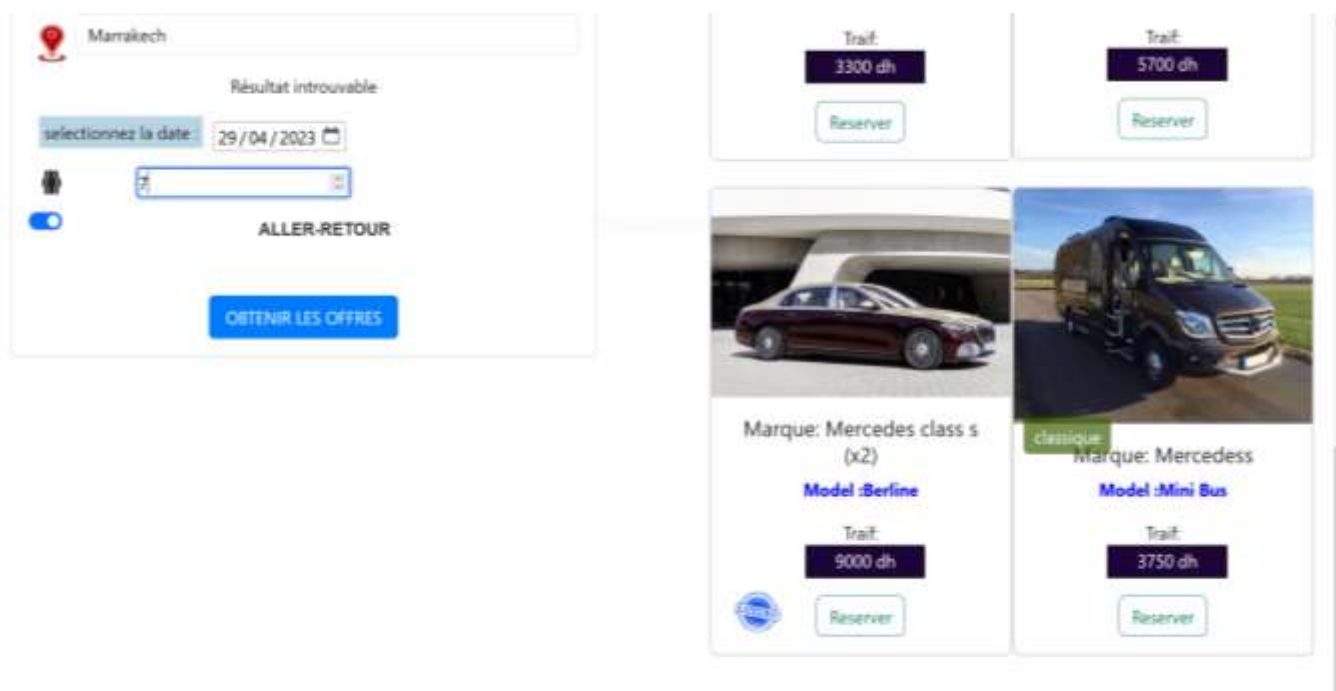 Marrakech
Résultat introuvable
selectionnez la date :
29/04/2023
7
ALLER-RETOUR
OBTENIR LES OFFRES
Traif:
3300 dh
Reserver
Traif:
5700 dh
Reserver
Marque: Mercedes class s
(x2)
Model :Berline
Traif:
9000 dh
Reserver
classique
Marque: Mercedess
Model :Mini Bus
Traif:
3750 dh
Reserver